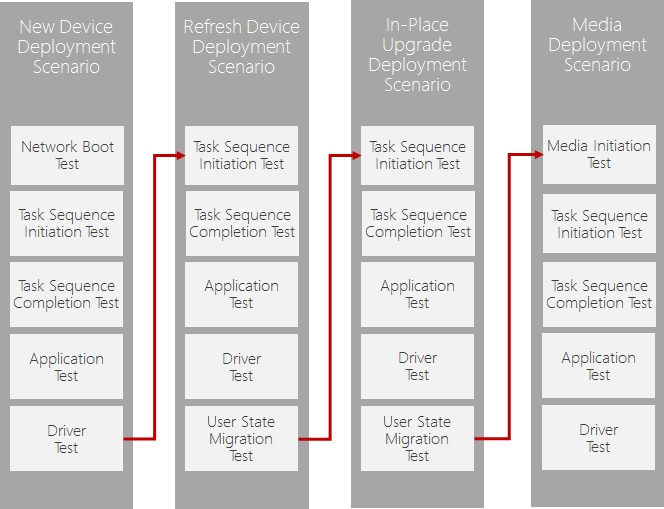 New Device
Deployment
Scenario
Network Boot
Test
Task Sequence
Initiation Test
Task Sequence
Completion Test
Application
Test
Driver
Test
Refresh Device
Deployment
Scenario
Task Sequence
Initiation Test
Task Sequence
Completion Test
Application
Test
Driver
Test
User State
Migration
Test
In-Place
Upgrade
Deployment
Scenario
Task Sequence
Initiation Test
Task Sequence
Completion Test
Application
Test
Driver
Test
User State
Migration
Test
Media
Deployment
Scenario
Media Initiation
Test
Task Sequence
Initiation Test
Task Sequence
Completion Test
Application
Test
Driver
Test